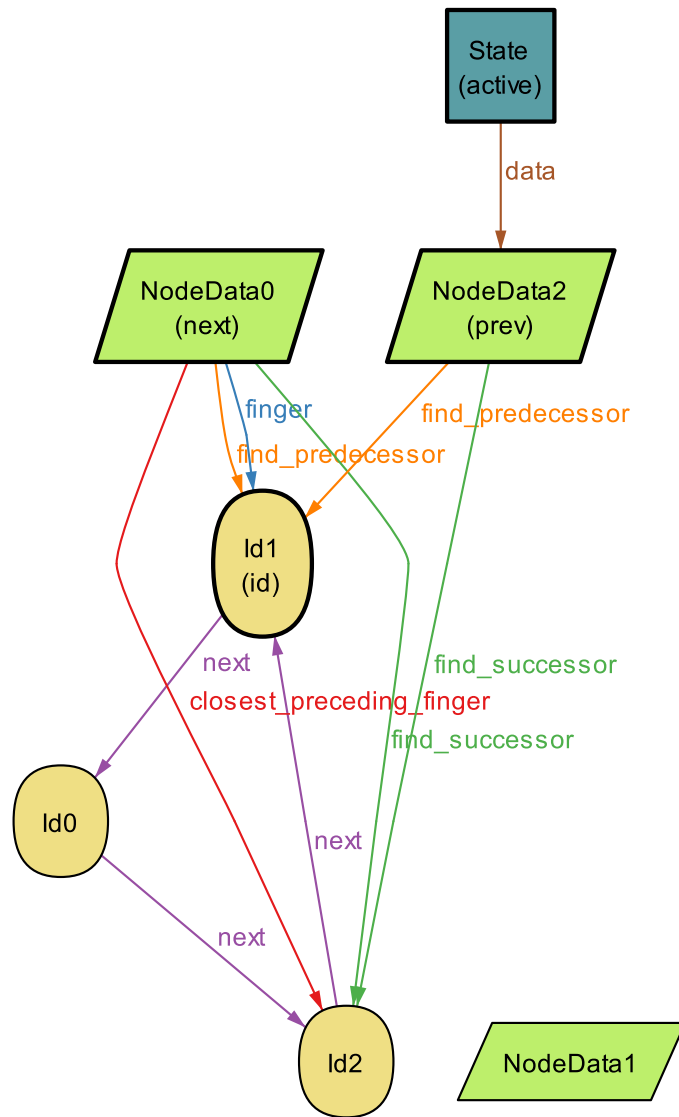 State
(active)
data
NodeData0
(next)
NodeData2
(prev)
finger
find_predecessor
find_predecessor
Id1
(id)
next
find_successor
closest_preceding_finger
find_successor
Id0
next
next
Id2
NodeData1